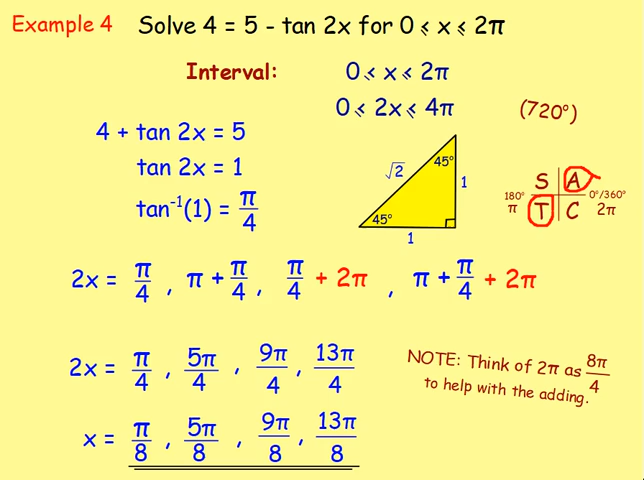 Example 4 Solve 4 = 5 - tan 2x for 0 ≤ x ≤ 2π
Interval: 0 ≤ x ≤ 2π
0 ≤ 2x ≤ 4π (720°)
4 + tan 2x = 5
tan 2x = 1
tan⁻¹(1) = π/4
√2 45° 1
45° 1
S A
180° π 0°/360° 2π
T C
2x = π/4 , π + π/4 , π/4 + 2π , π + π/4 + 2π
2x = π/4 , 5π/4 , 9π/4 , 13π/4
NOTE: Think of 2π as 8π/4
to help with the adding.
x = π/8 , 5π/8 , 9π/8 , 13π/8